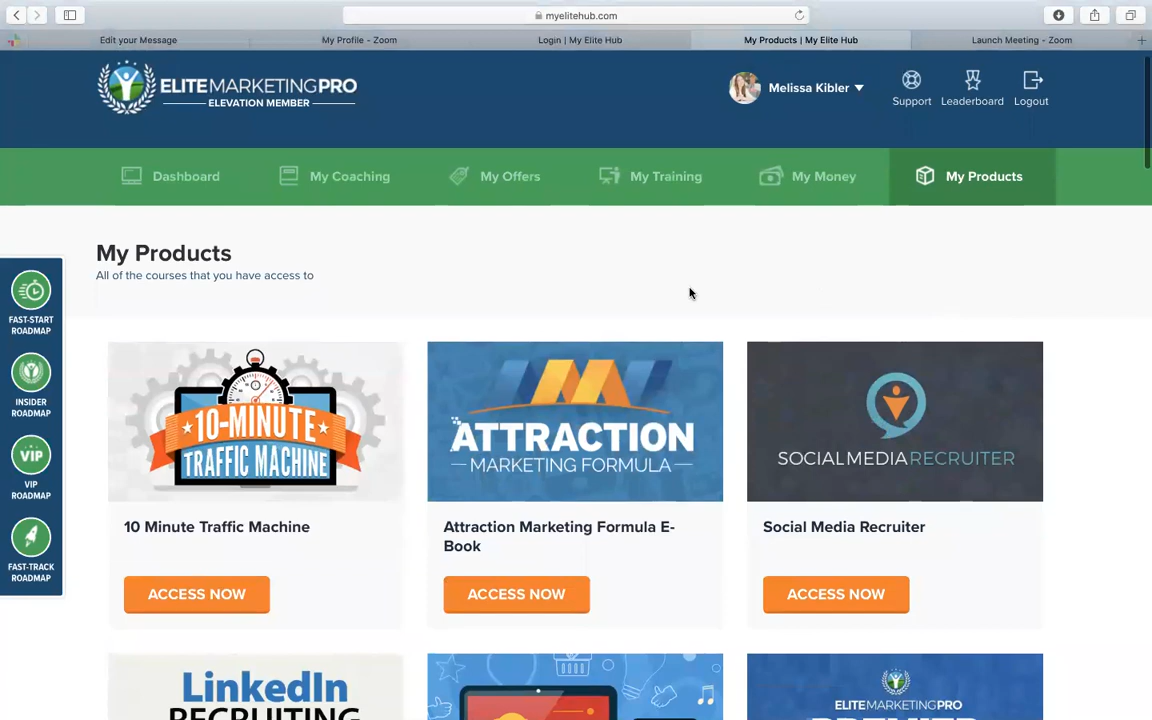 myelitehub.com
Edit your Message
My Profile - Zoom
Login | My Elite Hub
My Products | My Elite Hub
Launch Meeting - Zoom
ELITEMARKETINGPRO
ELEVATION MEMBER
Melissa Kibler
Support
Leaderboard
Logout
Dashboard
My Coaching
My Offers
My Training
My Money
My Products
My Products
All of the courses that you have access to
FAST-START
ROADMAP
INSIDER
ROADMAP
VIP
VIP
ROADMAP
FAST-TRACK
ROADMAP
10-MINUTE
TRAFFIC MACHINE
ATTRACTION
MARKETING FORMULA
SOCIALMEDIARECRUITER
10 Minute Traffic Machine
Attraction Marketing Formula E-
Book
Social Media Recruiter
ACCESS NOW
ACCESS NOW
ACCESS NOW
LinkedIn
RECRUITING
ELITEMARKETINGPRO
PREMIER